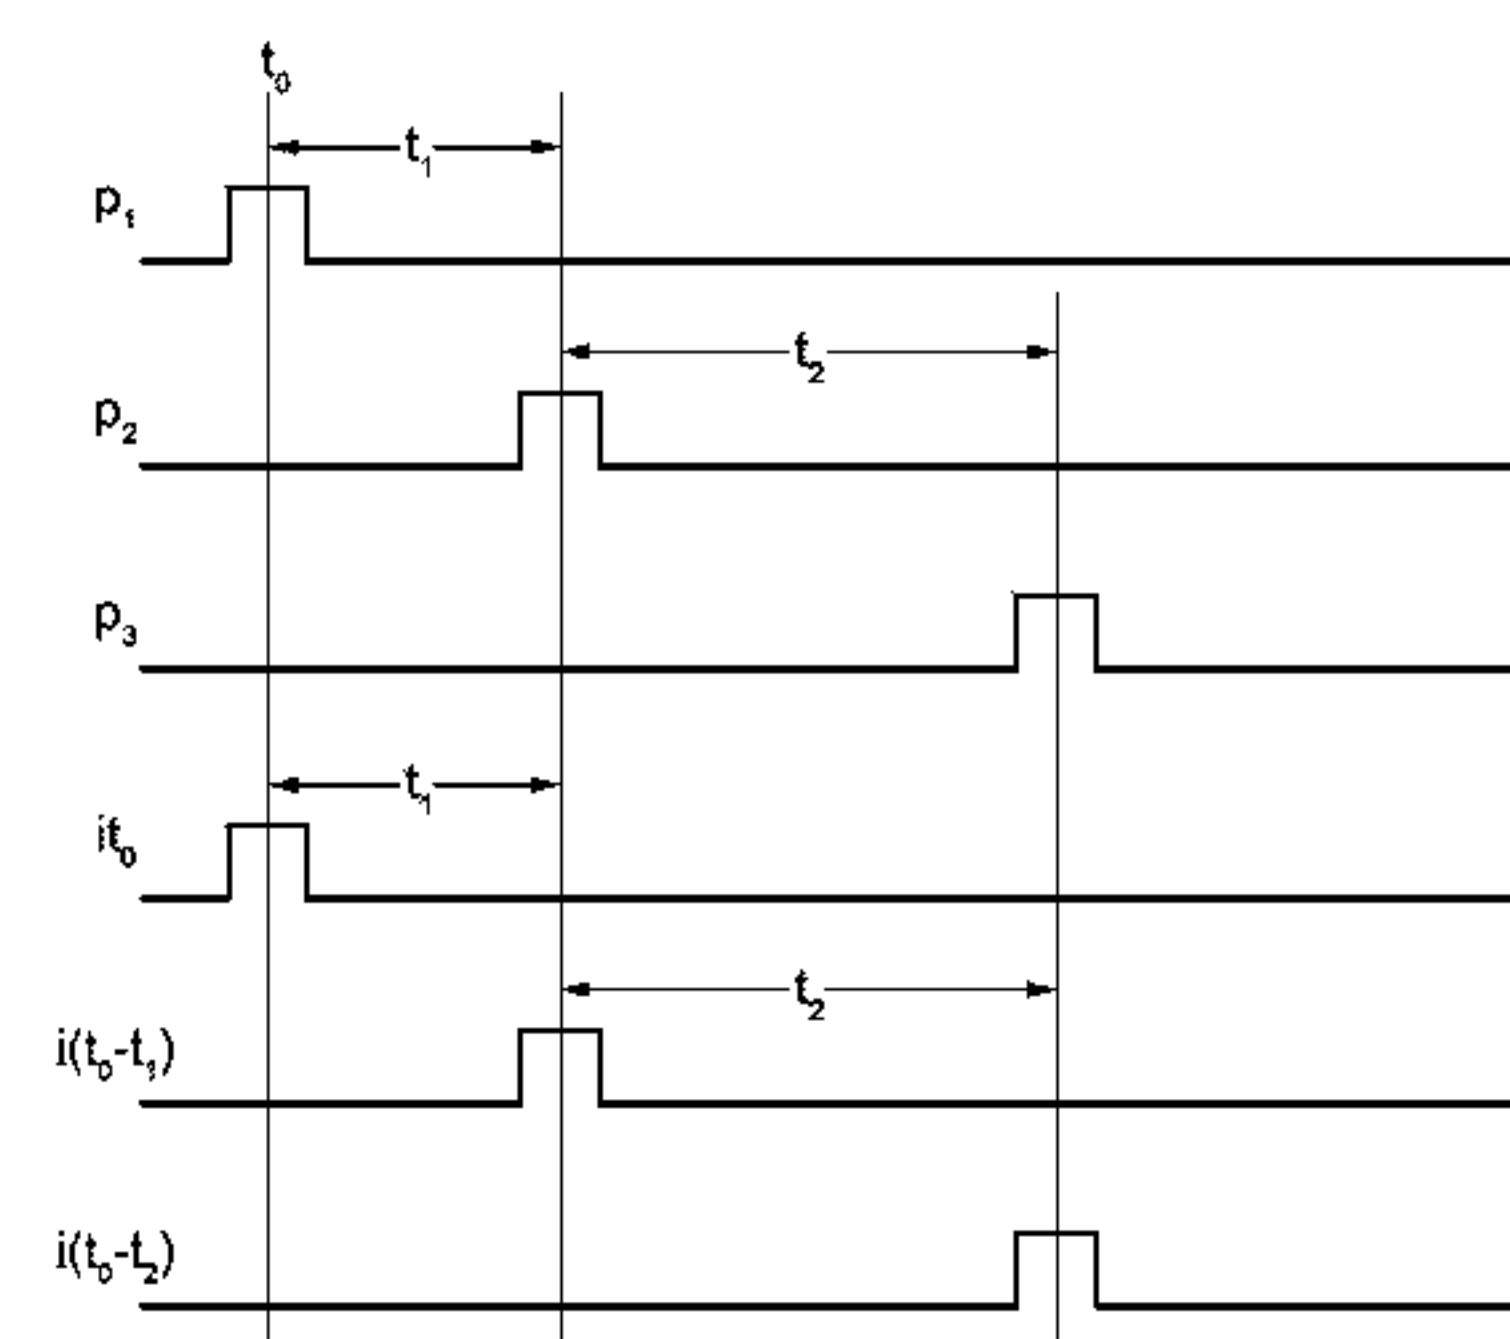 t₀
t₁
p₁
t₂
p₂
p₃
t₁
it₀
t₂
i(t₀-t₁)
i(t₀-t₂)